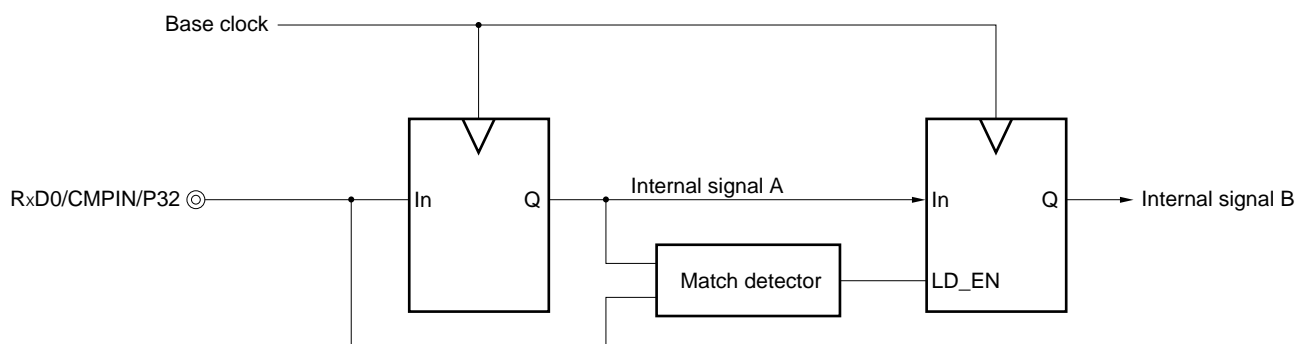 Base clock
RxD0/CMPIN/P32
In
Q
Internal signal A
In
Q
Internal signal B
Match detector
LD_EN